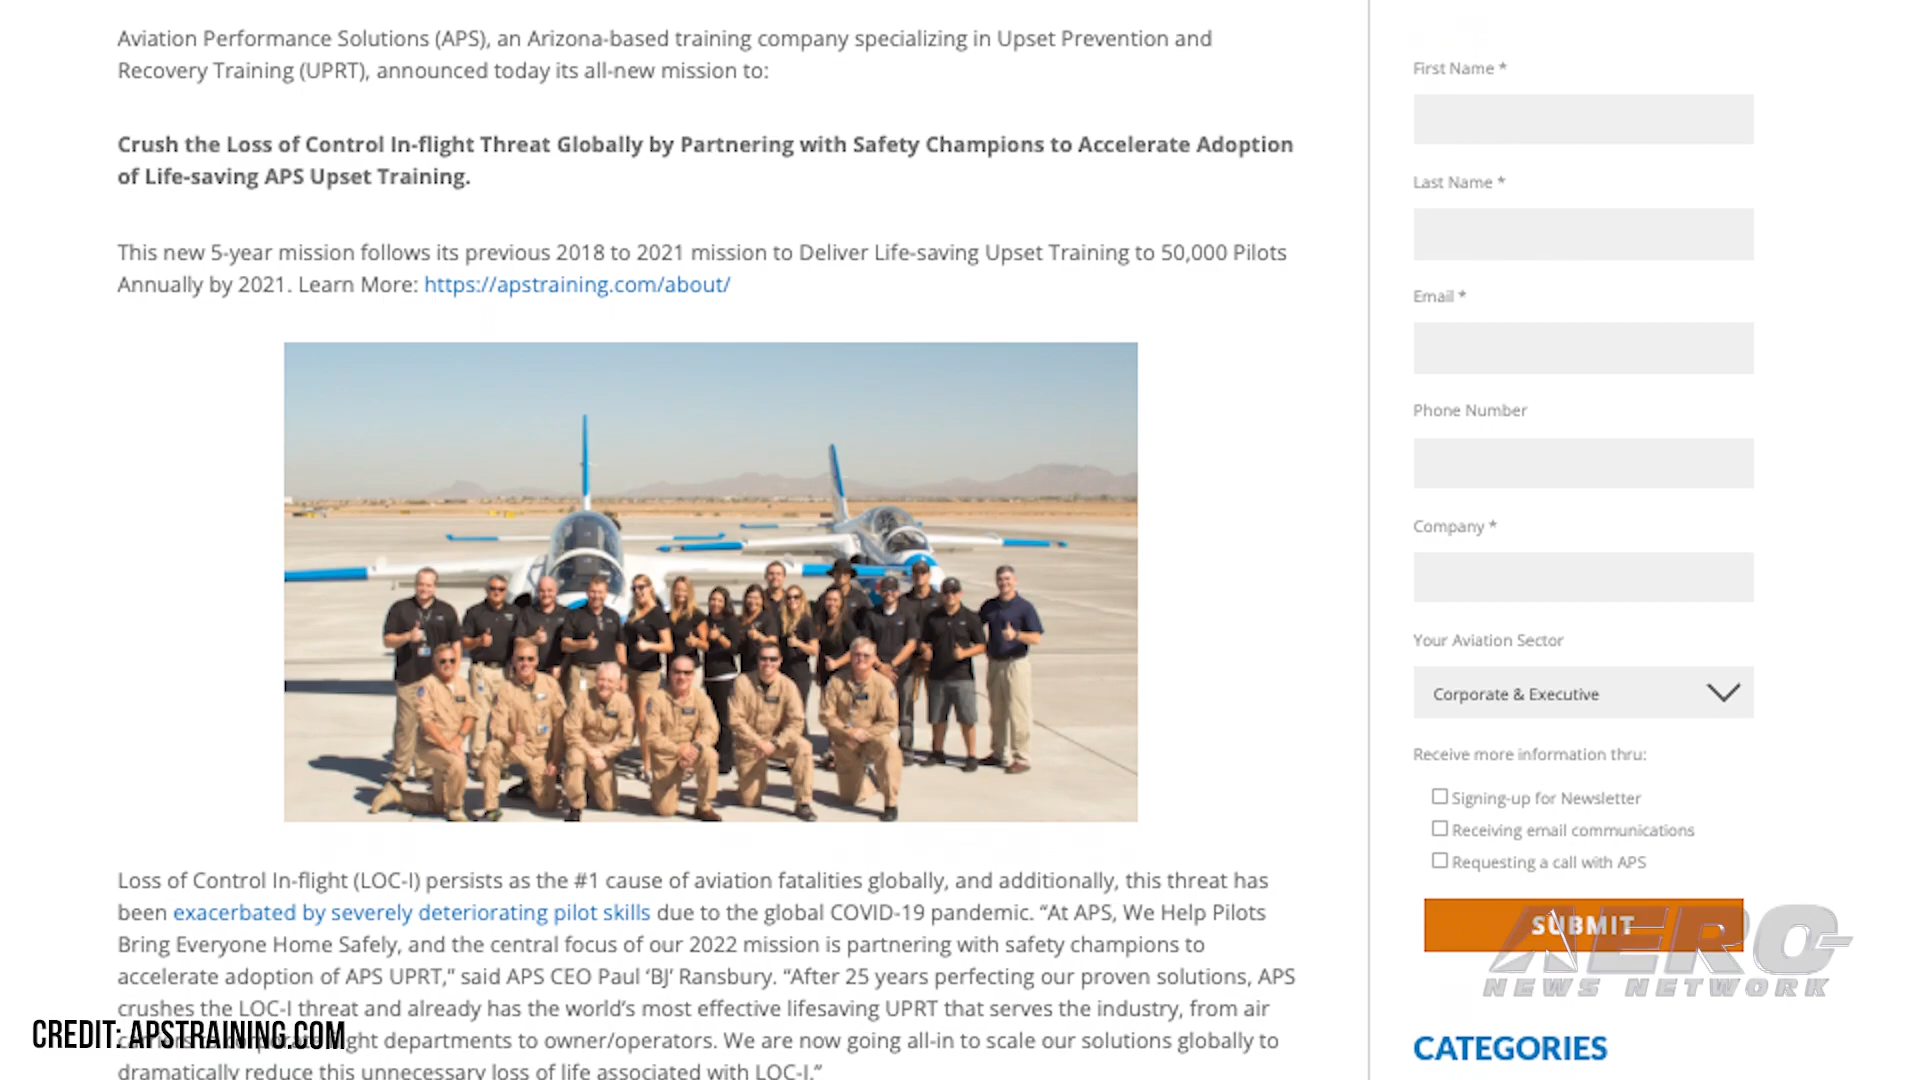 Aviation Performance Solutions (APS), an Arizona-based training company specializing in Upset Prevention and
Recovery Training (UPRT), announced today its all-new mission to:
Crush the Loss of Control In-flight Threat Globally by Partnering with Safety Champions to Accelerate Adoption
of Life-saving APS Upset Training.
This new 5-year mission follows its previous 2018 to 2021 mission to Deliver Life-saving Upset Training to 50,000 Pilots
Annually by 2021. Learn More: https://apstraining.com/about/
Loss of Control In-flight (LOC-I) persists as the #1 cause of aviation fatalities globally, and additionally, this threat has
been exacerbated by severely deteriorating pilot skills due to the global COVID-19 pandemic. “At APS, We Help Pilots
Bring Everyone Home Safely, and the central focus of our 2022 mission is partnering with safety champions to
accelerate adoption of APS UPRT,” said APS CEO Paul ‘BJ’ Ransbury. “After 25 years perfecting our proven solutions, APS
crushes the LOC-I threat and already has the world’s most effective lifesaving UPRT that serves the industry, from air
departments to owner/operators. We are now going all-in to scale our solutions globally to
dramatically reduce this unnecessary loss of life associated with LOC-I.”
CREDIT: APSTRAINING.COM
First Name *
Last Name *
Email *
Phone Number
Company *
Your Aviation Sector
Corporate & Executive
Receive more information thru:
Signing-up for Newsletter
Receiving email communications
Requesting a call with APS
SUBMIT
AERO-
NEWS NETWORK
CATEGORIES